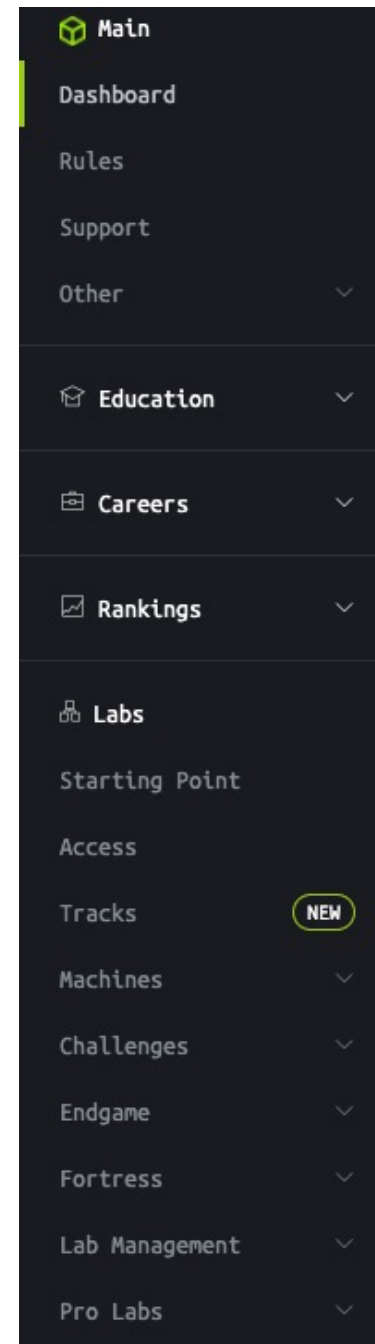 Main
Dashboard
Rules
Support
Other
Education
Careers
Rankings
Labs
Starting Point
Access
Tracks NEW
Machines
Challenges
Endgame
Fortress
Lab Management
Pro Labs